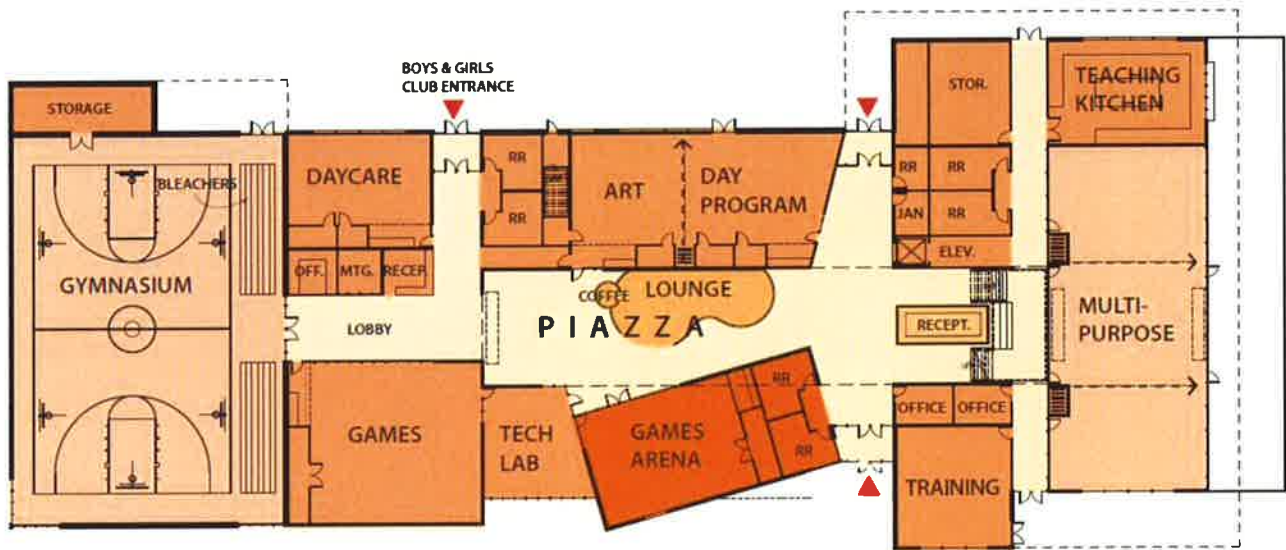 BOYS & GIRLS
CLUB ENTRANCE
STORAGE
STOR.
TEACHING
KITCHEN
BLEACHERS
DAYCARE
RR
RR
ART
DAY
PROGRAM
RR
RR
JAN
RR
ELEV.
GYMNASIUM
OFF.
MTG.
RECEP.
COFFEE
LOUNGE
LOBBY
PIAZZA
RECEPT.
MULTI-
PURPOSE
GAMES
TECH
LAB
GAMES
ARENA
RR
RR
OFFICE
OFFICE
TRAINING